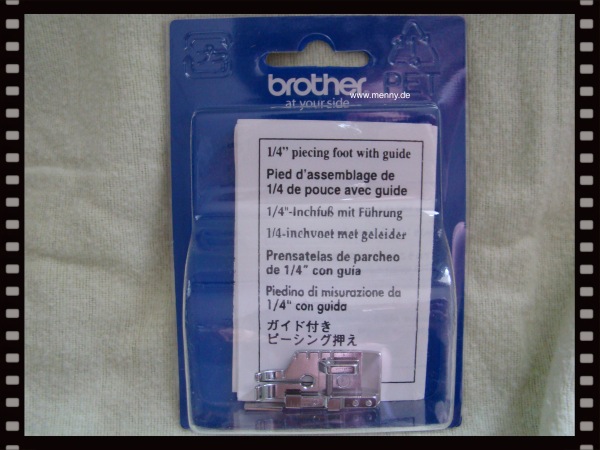 PET
brother
www.menny.de
at your side
1/4" piecing foot with guide
Pied d'assemblage de
1/4 de pouce avec guide
1/4"-Inchfuß mit Führung
1/4-inchvoet met geleider
Prensatelas de parcheo
de 1/4" con guía
Piedino di misurazione da
1/4" con guida
ガイド付き
ピーシング押え